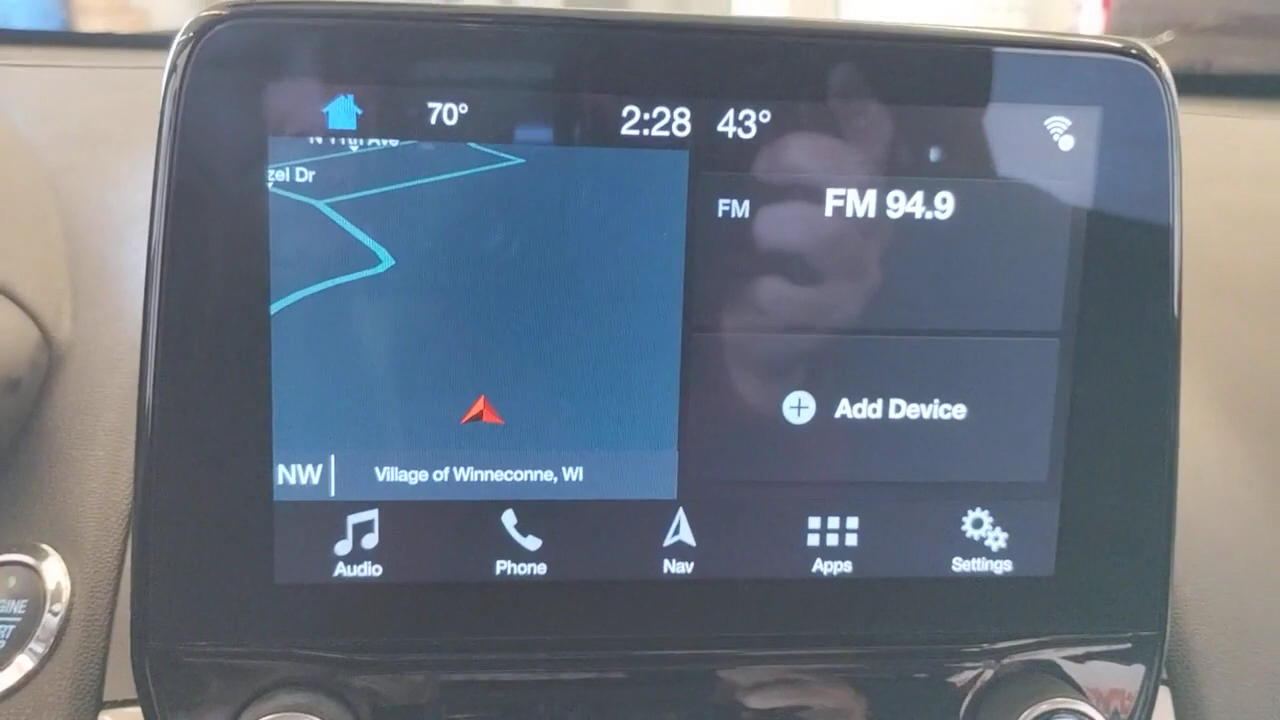 70°
2:28 43°
zel Dr
FM
FM 94.9
Add Device
NW
Village of Winneconne, WI
Audio
Phone
Nav
Apps
Settings